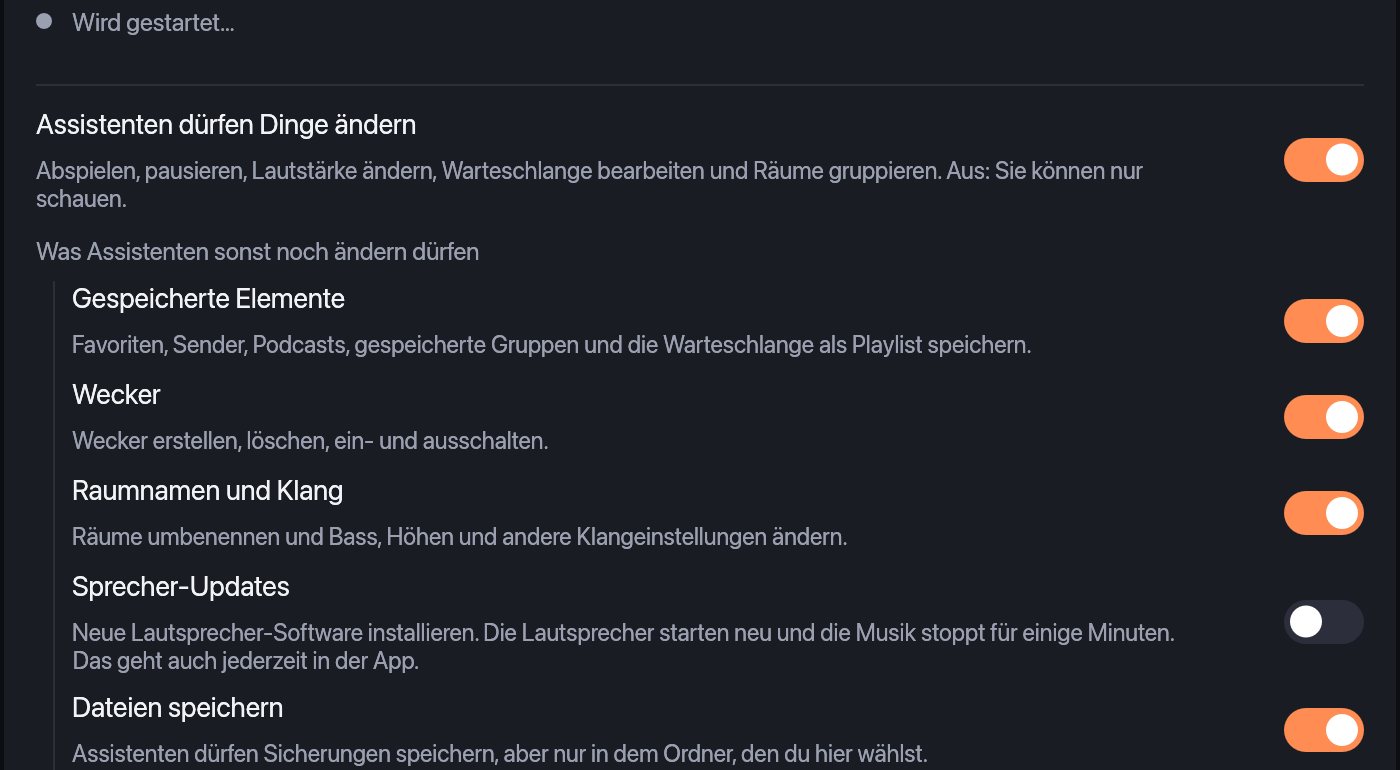 Wird gestartet…
Assistenten dürfen Dinge ändern
Abspielen, pausieren, Lautstärke ändern, Warteschlange bearbeiten und Räume gruppieren. Aus: Sie können nur
schauen.
Was Assistenten sonst noch ändern dürfen
Gespeicherte Elemente
Favoriten, Sender, Podcasts, gespeicherte Gruppen und die Warteschlange als Playlist speichern.
Wecker
Wecker erstellen, löschen, ein- und ausschalten.
Raumnamen und Klang
Räume umbenennen und Bass, Höhen und andere Klangeinstellungen ändern.
Sprecher-Updates
Neue Lautsprecher-Software installieren. Die Lautsprecher starten neu und die Musik stoppt für einige Minuten.
Das geht auch jederzeit in der App.
Dateien speichern
Assistenten dürfen Sicherungen speichern, aber nur in dem Ordner, den du hier wählst.